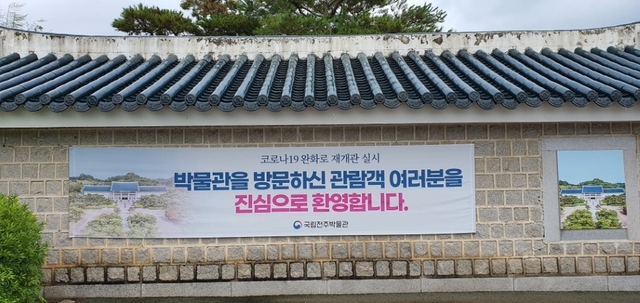 코로나19 완화로 재개관 실시
박물관을 방문하신 관람객 여러분을
진심으로 환영합니다.
국립전주박물관